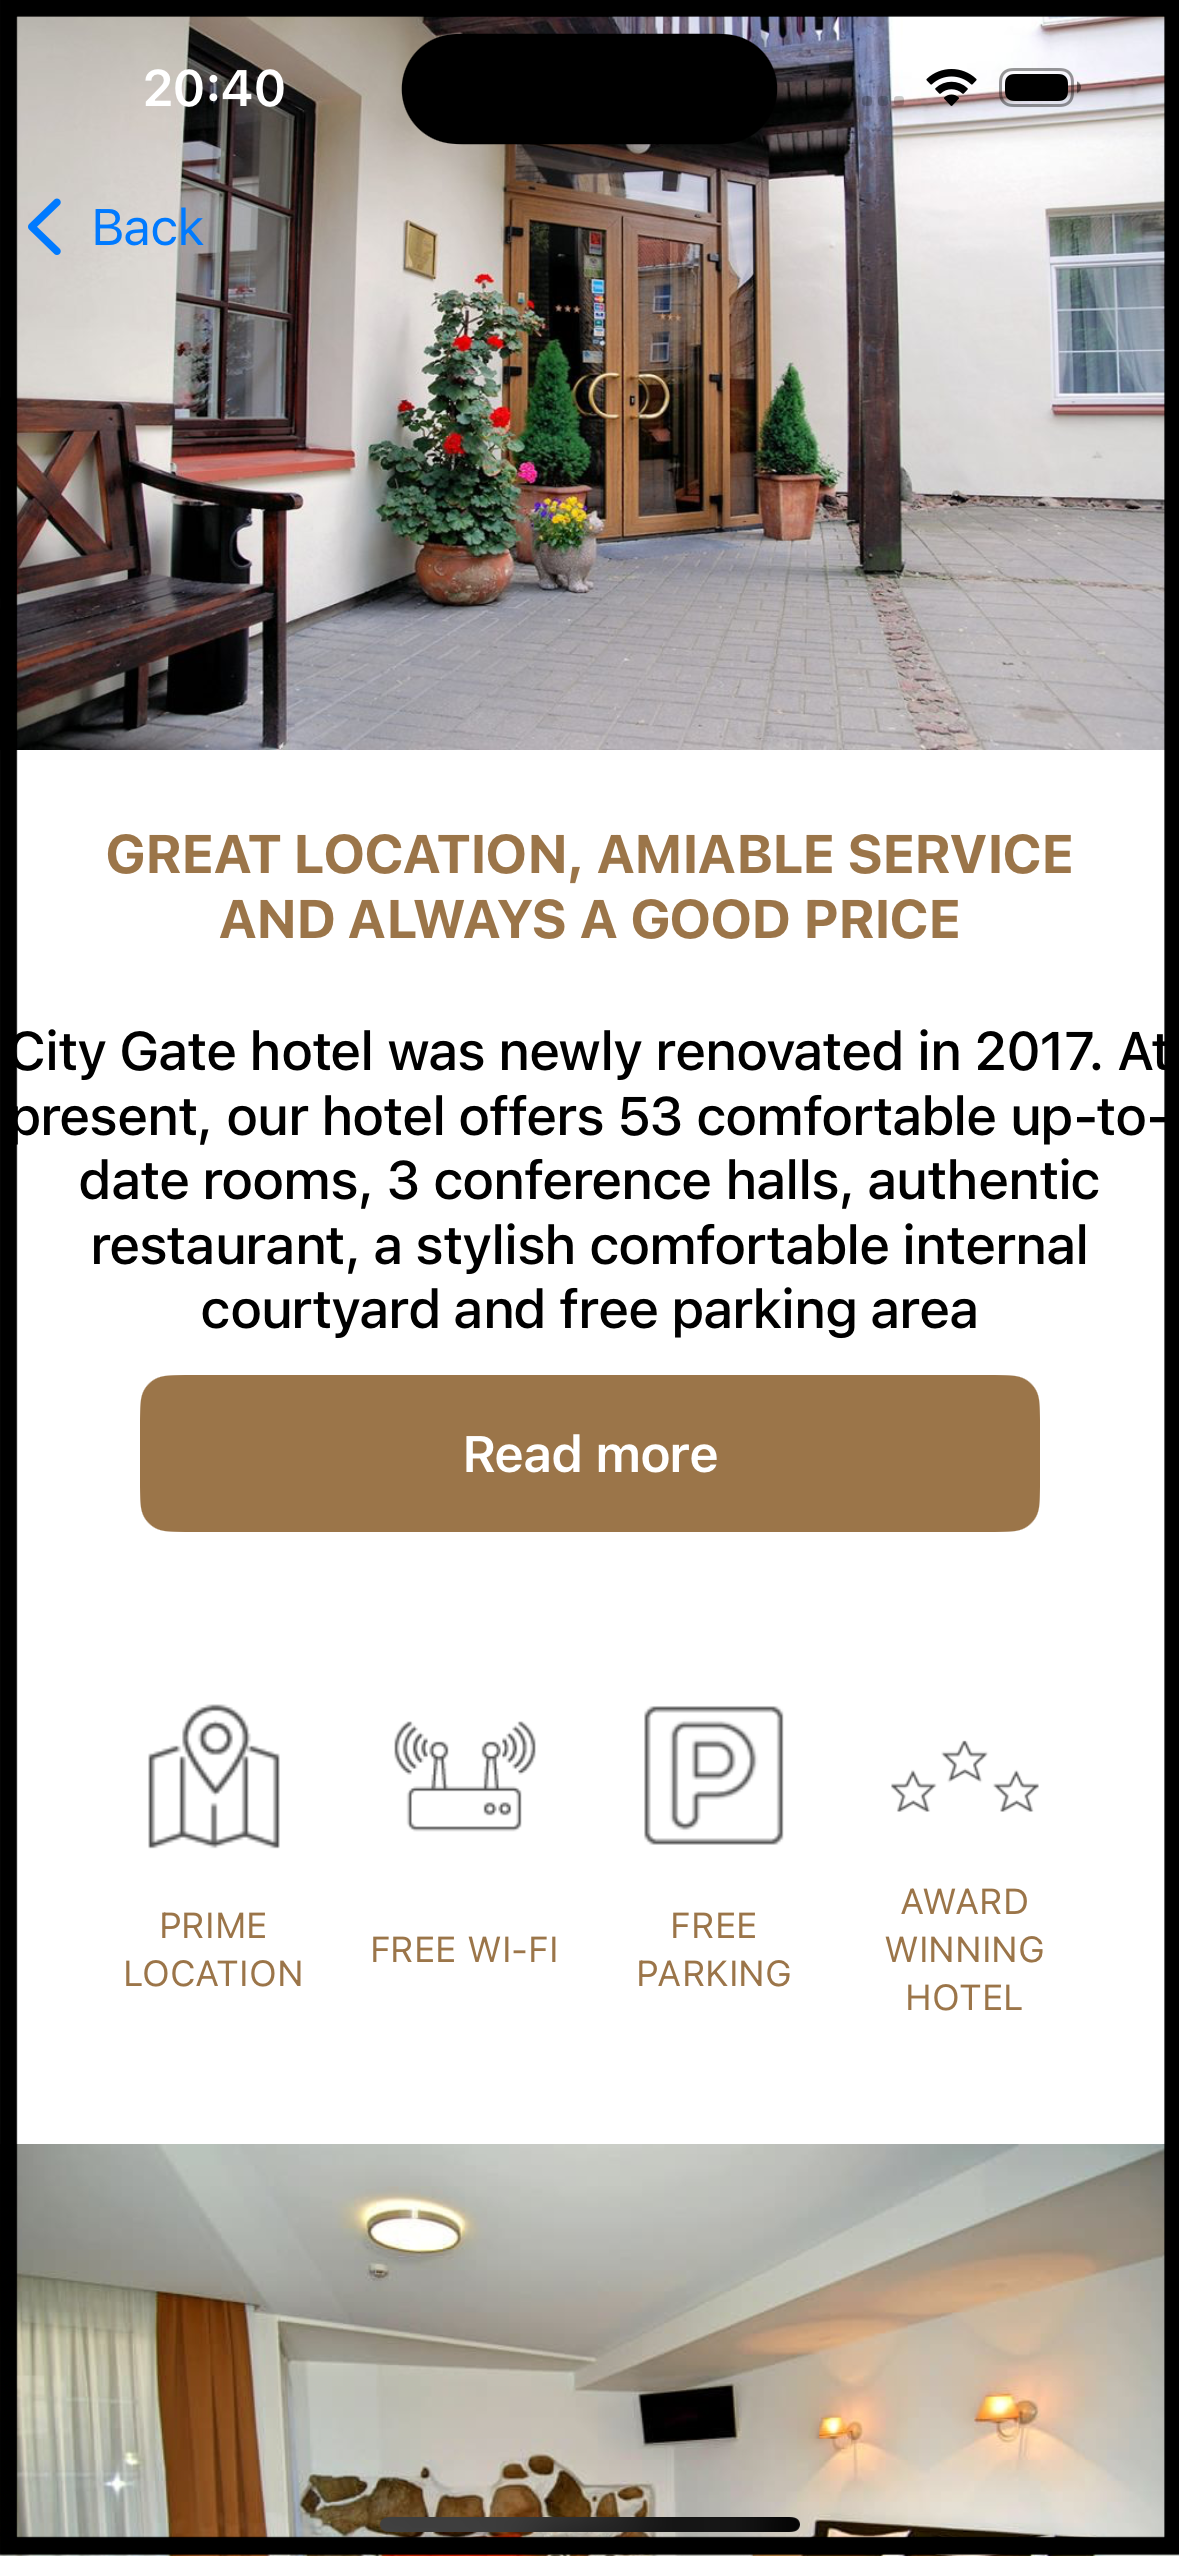 20:40
Back
GREAT LOCATION, AMIABLE SERVICE
AND ALWAYS A GOOD PRICE
City Gate hotel was newly renovated in 2017. At
present, our hotel offers 53 comfortable up-to-
date rooms, 3 conference halls, authentic
restaurant, a stylish comfortable internal
courtyard and free parking area
Read more
PRIME
LOCATION
FREE WI-FI
FREE
PARKING
AWARD
WINNING
HOTEL